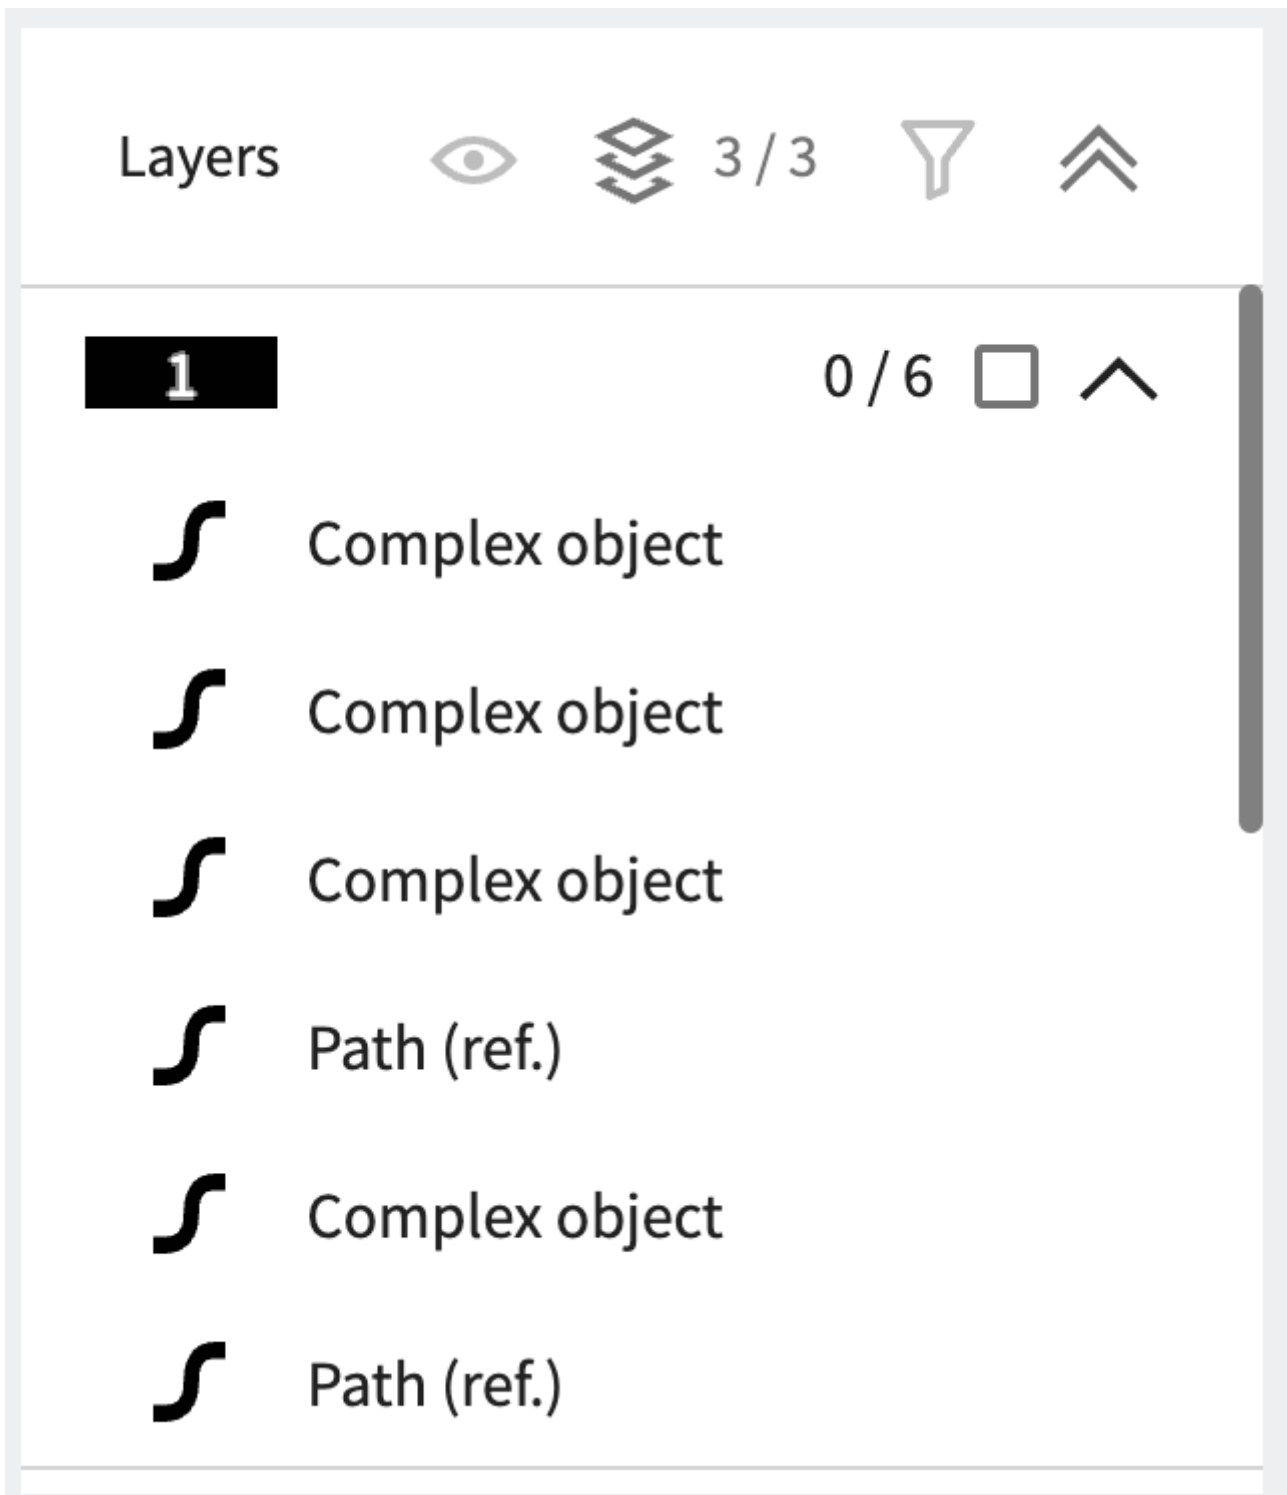 Layers 3 / 3
1 0 / 6
Complex object
Complex object
Complex object
Path (ref.)
Complex object
Path (ref.)